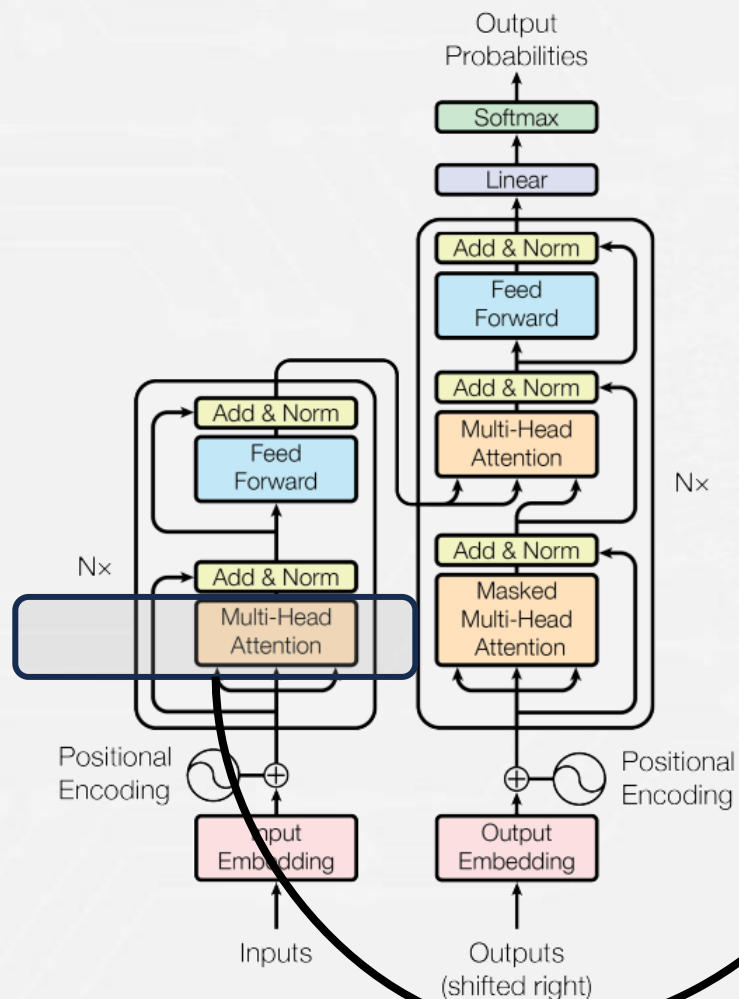 Output
Probabilities
Softmax
Linear
Add & Norm
Feed
Forward
Add & Norm
Multi-Head
Attention
Nx
Add & Norm
Masked
Multi-Head
Attention
Add & Norm
Feed
Forward
Nx
Add & Norm
Multi-Head
Attention
Positional
Encoding
Positional
Encoding
Input
Embedding
Output
Embedding
Inputs
Outputs
(shifted right)